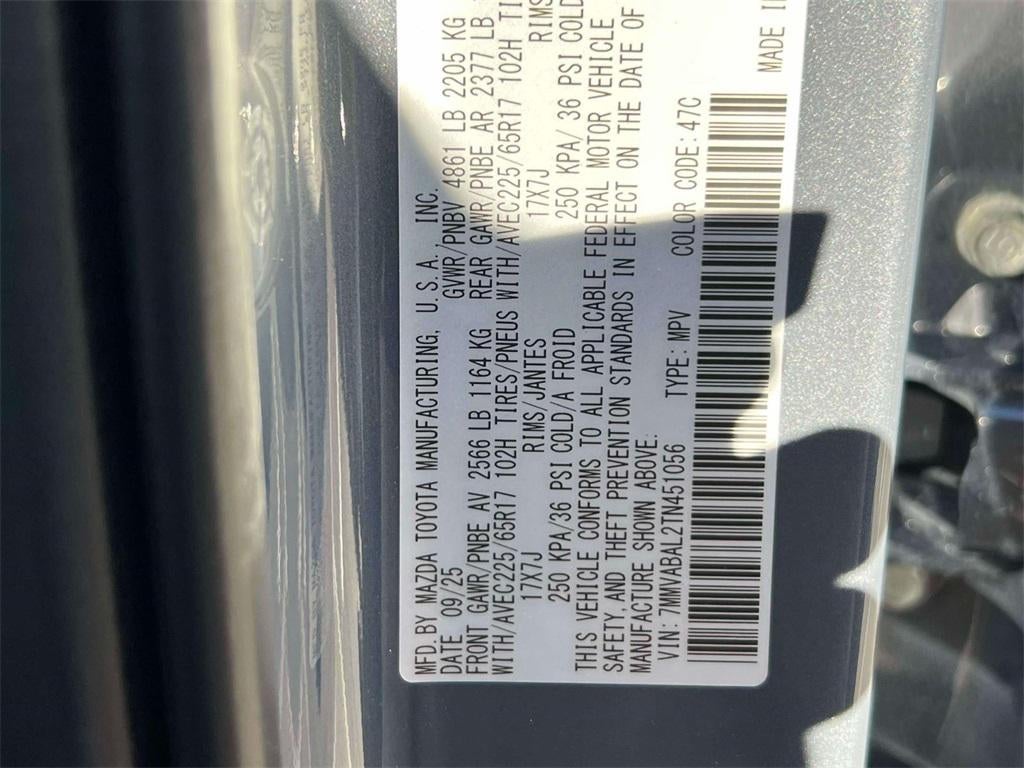 MFD. BY MAZDA TOYOTA MANUFACTURING, U.S.A., INC.
DATE 09/25 GVWR/PNBV 4861 LB 2205 KG
FRONT GAWR/PNBE AV 2566 LB 1164 KG REAR GAWR/PNBE AR 2377 LB
WITH/AVEC225/65R17 102H TIRES/PNEUS WITH/AVEC225/65R17 102H TI
17X7J RIMS/JANTES 17X7J RIMS
250 KPA/36 PSI COLD/A FROID 250 KPA/ 36 PSI COLD
THIS VEHICLE CONFORMS TO ALL APPLICABLE FEDERAL MOTOR VEHICLE
SAFETY, AND THEFT PREVENTION STANDARDS IN EFFECT ON THE DATE OF
MANUFACTURE SHOWN ABOVE:
VIN: 7MMVABAL2TN451056 TYPE: MPV COLOR CODE: 47C
MADE I